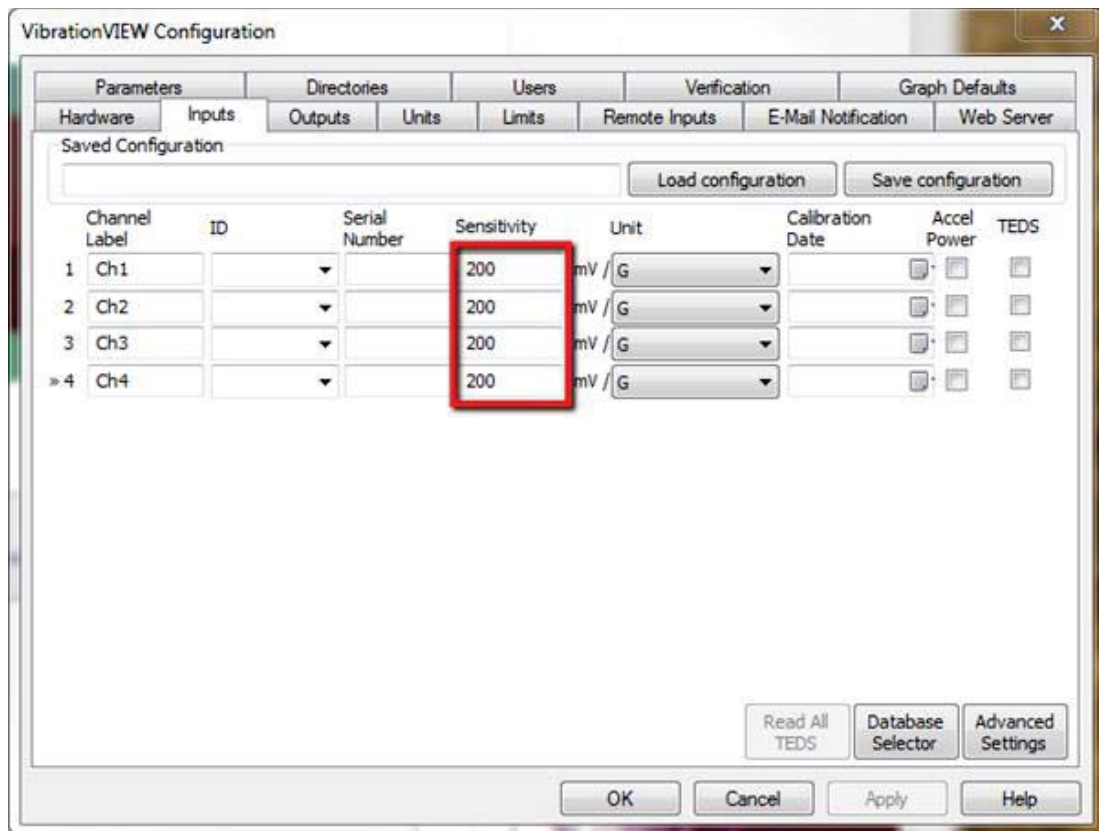 VibrationVIEW Configuration
x
Parameters Directories Users Verification Graph Defaults
Hardware Inputs Outputs Units Limits Remote Inputs E-Mail Notification Web Server
Saved Configuration
Load configuration Save configuration
Channel Label ID Serial Number Sensitivity Unit Calibration Date Accel Power TEDS
1 Ch1 200 mV / G
2 Ch2 200 mV / G
3 Ch3 200 mV / G
» 4 Ch4 200 mV / G
Read All TEDS Database Selector Advanced Settings
OK Cancel Apply Help